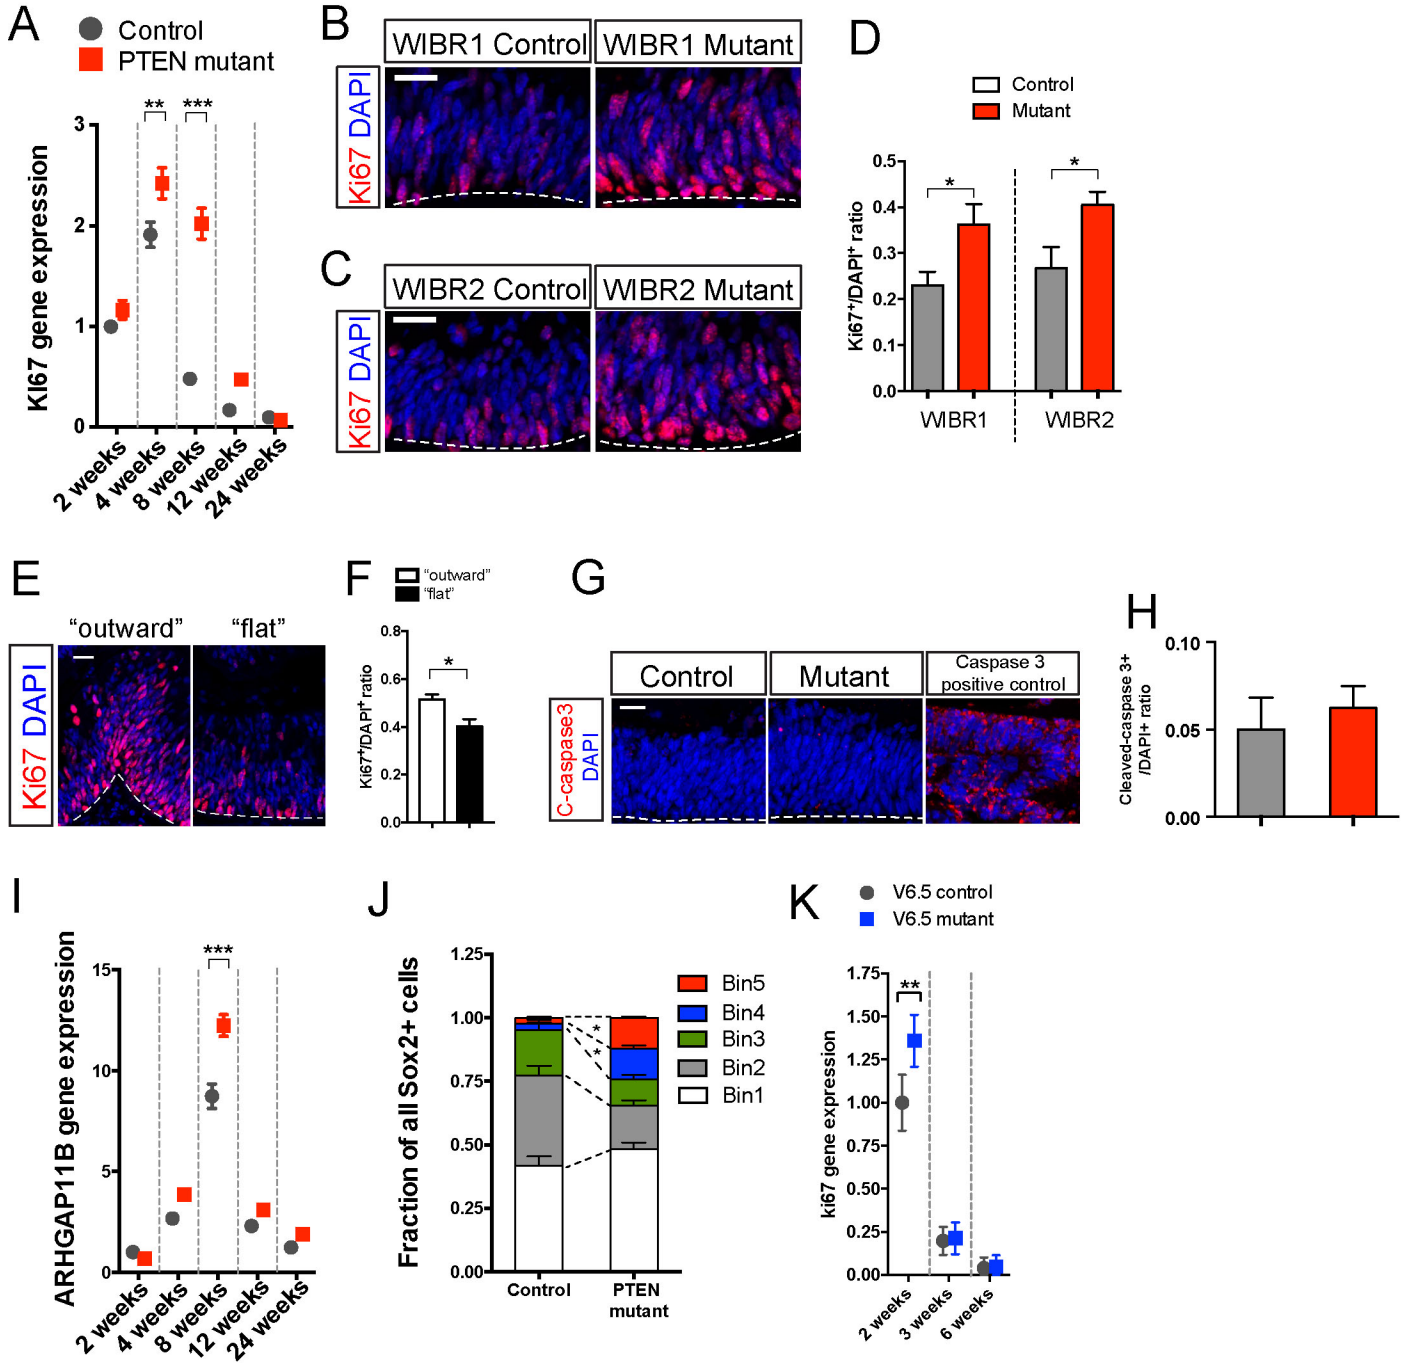 A
Control
PTEN mutant
KI67 gene expression
**
***
3
2
1
0
2 weeks
4 weeks
8 weeks
12 weeks
24 weeks
B
WIBR1 Control
WIBR1 Mutant
Ki67 DAPI
C
WIBR2 Control
WIBR2 Mutant
Ki67 DAPI
D
Control
Mutant
Ki67+/DAPI+ ratio
0.5
0.4
0.3
0.2
0.1
0.0
*
*
WIBR1
WIBR2
E
"outward"
"flat"
Ki67 DAPI
F
"outward"
"flat"
Ki67+/DAPI+ ratio
0.8
0.6
0.4
0.2
0.0
*
G
Control
Mutant
Caspase 3
positive control
C-caspase3
DAPI
H
Cleaved-caspase 3+
/DAPI+ ratio
0.10
0.05
0.00
I
ARHGAP11B gene expression
***
15
10
5
0
2 weeks
4 weeks
8 weeks
12 weeks
24 weeks
J
Fraction of all Sox2+ cells
1.25
1.00
0.75
0.50
0.25
0.00
*
*
Control
PTEN
mutant
Bin5
Bin4
Bin3
Bin2
Bin1
K
V6.5 control
V6.5 mutant
ki67 gene expression
1.75
1.50
1.25
1.00
0.75
0.50
0.25
0.00
**
2 weeks
3 weeks
6 weeks